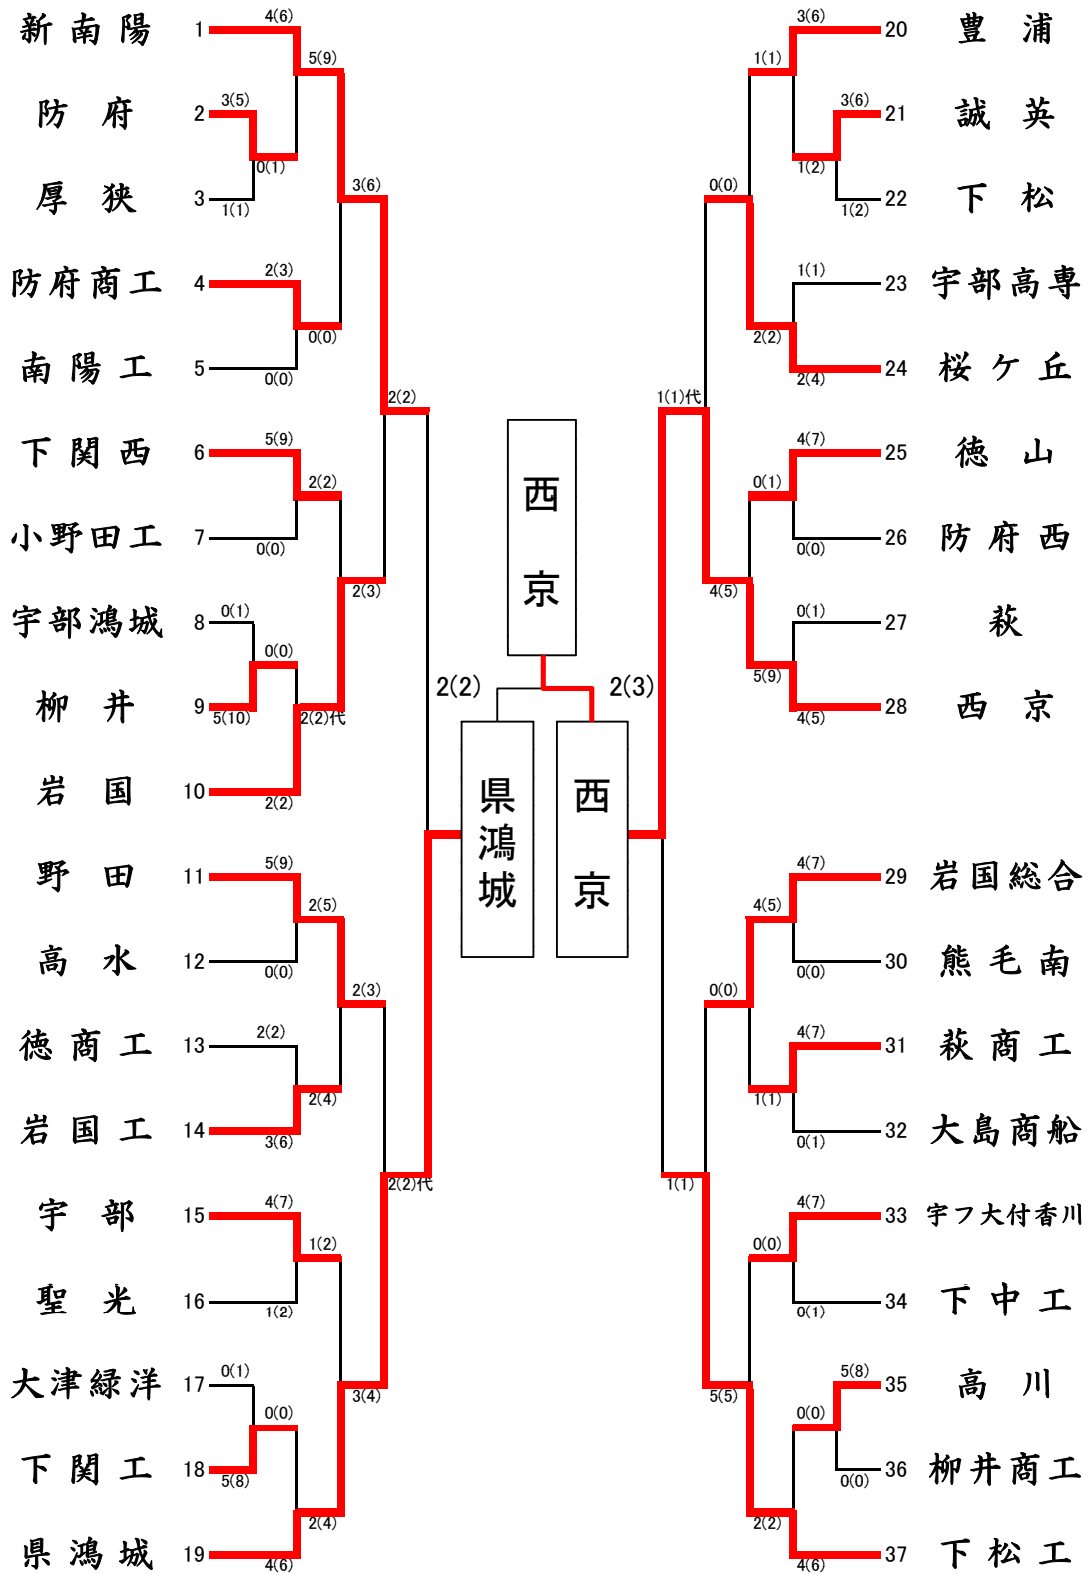 新南陽 1 4(6)
5(9)
防府 2 3(5)
0(1)
厚狭 3 1(1)
3(6)
防府商工 4 2(3)
0(0)
南陽工 5 0(0)
2(2)
下関西 6 5(9)
2(2)
小野田工 7 0(0)
2(3)
宇部鴻城 8 0(1)
0(0)
柳井 9 5(10)
2(2)代
岩国 10 2(2)
野田 11 5(9)
2(5)
高水 12 0(0)
2(3)
徳商工 13 2(2)
2(4)
岩国工 14 3(6)
2(2)代
宇部 15 4(7)
1(2)
聖光 16 1(2)
3(4)
大津緑洋 17 0(1)
0(0)
下関工 18 5(8)
2(4)
県鴻城 19 4(6)
西京
2(2)
2(3)
県鴻城
西京
3(6) 20 豊浦
1(1)
3(6) 21 誠英
1(2)
1(2) 22 下松
0(0)
1(1) 23 宇部高専
2(2)
2(4) 24 桜ケ丘
1(1)代
4(7) 25 徳山
0(1)
0(0) 26 防府西
4(5)
0(1) 27 萩
5(9)
4(5) 28 西京
4(7) 29 岩国総合
4(5)
0(0) 30 熊毛南
0(0)
4(7) 31 萩商工
1(1)
0(1) 32 大島商船
1(1)
4(7) 33 宇フ大付香川
0(0)
0(1) 34 下中工
5(5)
5(8) 35 高川
0(0)
0(0) 36 柳井商工
2(2)
4(6) 37 下松工